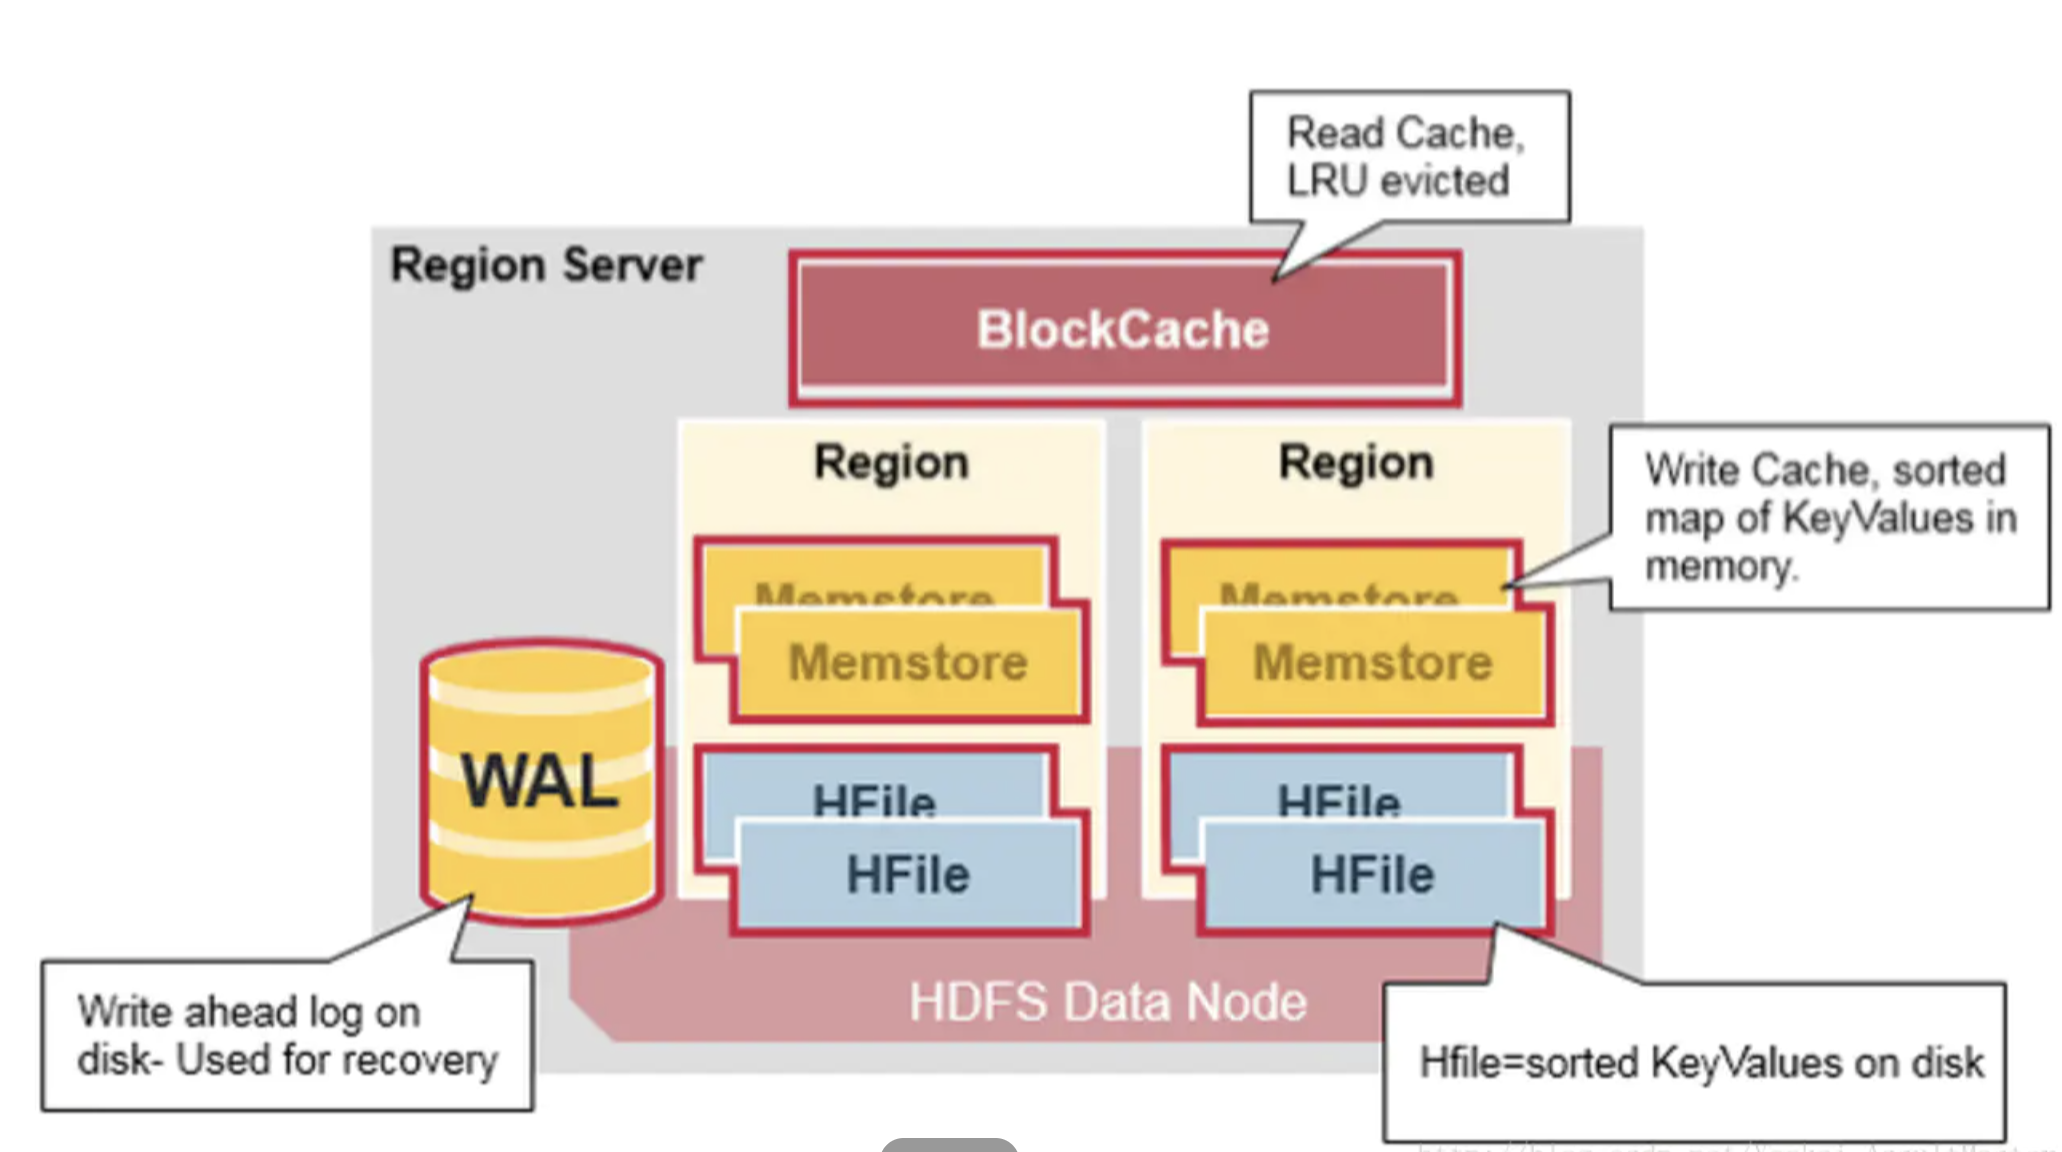 Read Cache,
LRU evicted
Region Server
BlockCache
Region
Region
Write Cache, sorted
map of KeyValues in
memory.
Memstore
Memstore
Memstore
Memstore
WAL
HFile
HFile
HFile
HFile
HDFS Data Node
Write ahead log on
disk- Used for recovery
Hfile=sorted KeyValues on disk